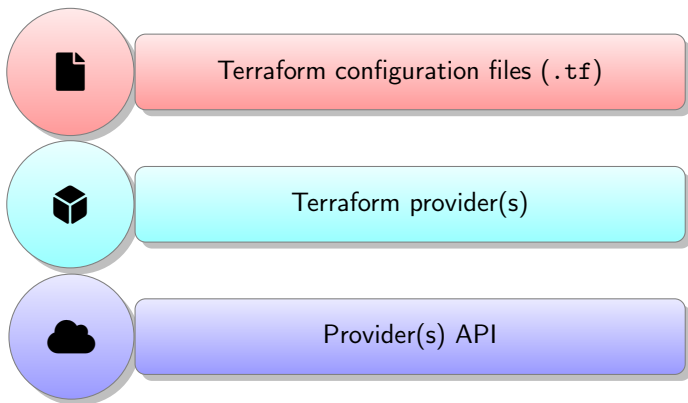 Terraform configuration files (.tf)
Terraform provider(s)
Provider(s) API